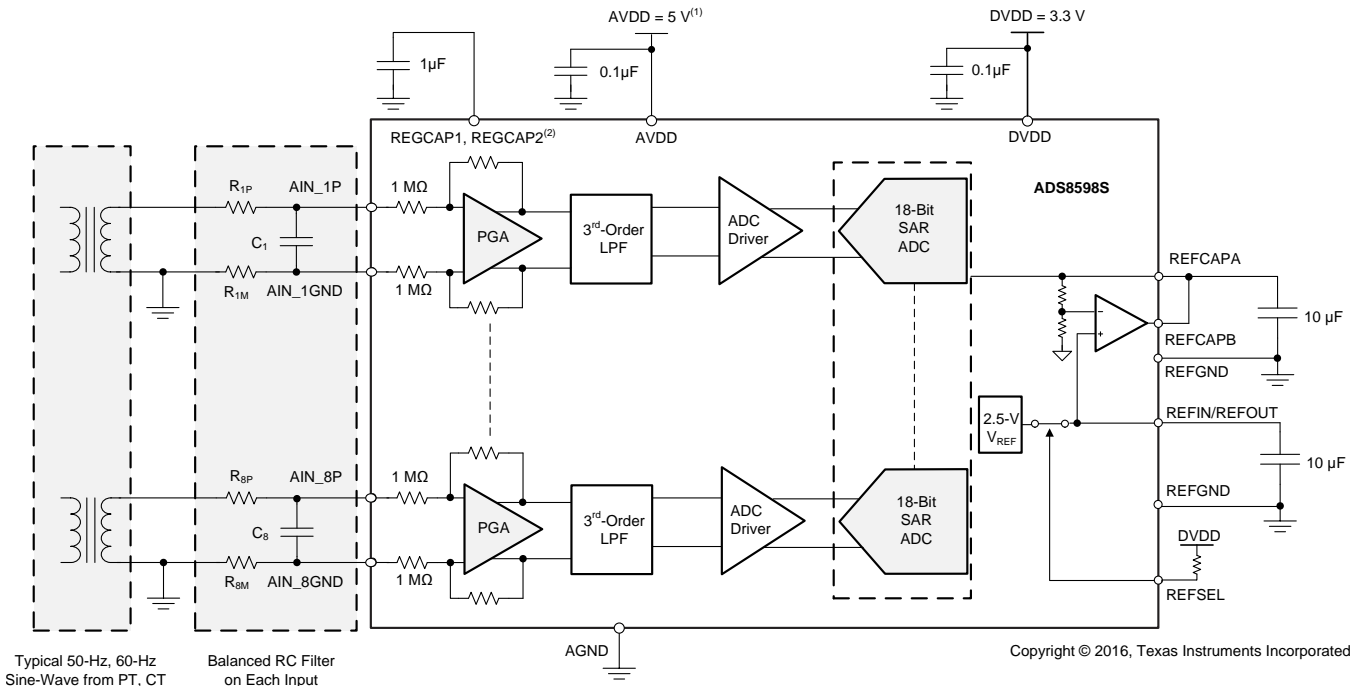 AVDD = 5 V(1)
DVDD = 3.3 V
1µF
0.1µF
0.1µF
REGCAP1, REGCAP2(2)
AVDD
DVDD
ADS8598S
R1P
AIN_1P
1 MΩ
C1
PGA
3rd-Order
LPF
ADC
Driver
18-Bit
SAR
ADC
R1M
AIN_1GND
1 MΩ
REFCAPA
10 µF
REFCAPB
REFGND
2.5-V
VREF
REFIN/REFOUT
10 µF
REFGND
R8P
AIN_8P
1 MΩ
C8
PGA
3rd-Order
LPF
ADC
Driver
18-Bit
SAR
ADC
R8M
AIN_8GND
1 MΩ
DVDD
REFSEL
AGND
Typical 50-Hz, 60-Hz
Sine-Wave from PT, CT
Balanced RC Filter
on Each Input
Copyright © 2016, Texas Instruments Incorporated